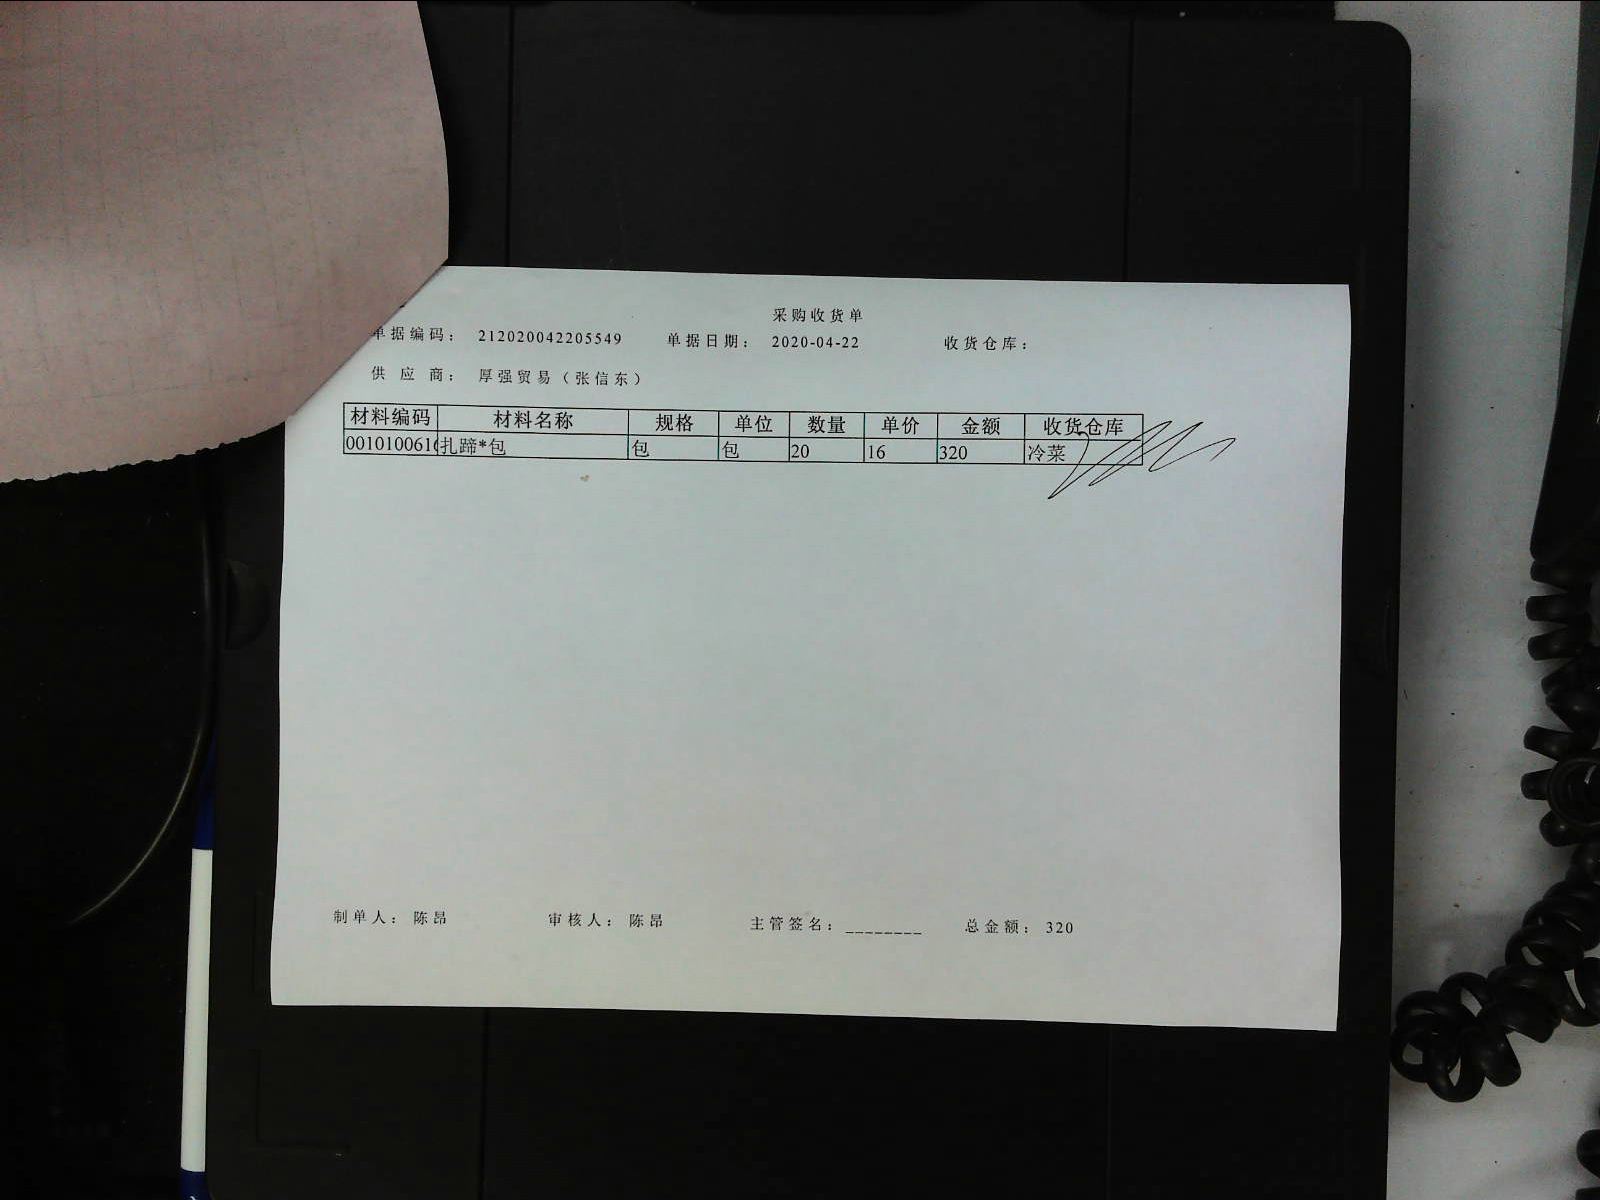 采购收货单
单据编码： 212020042205549 单据日期： 2020-04-22 收货仓库：
供 应 商： 厚强贸易（张信东）
材料编码 材料名称 规格 单位 数量 单价 金额 收货仓库
0010100610 扎蹄*包 包 包 20 16 320 冷菜
制单人： 陈昂 审核人： 陈昂 主管签名：________ 总金额： 320